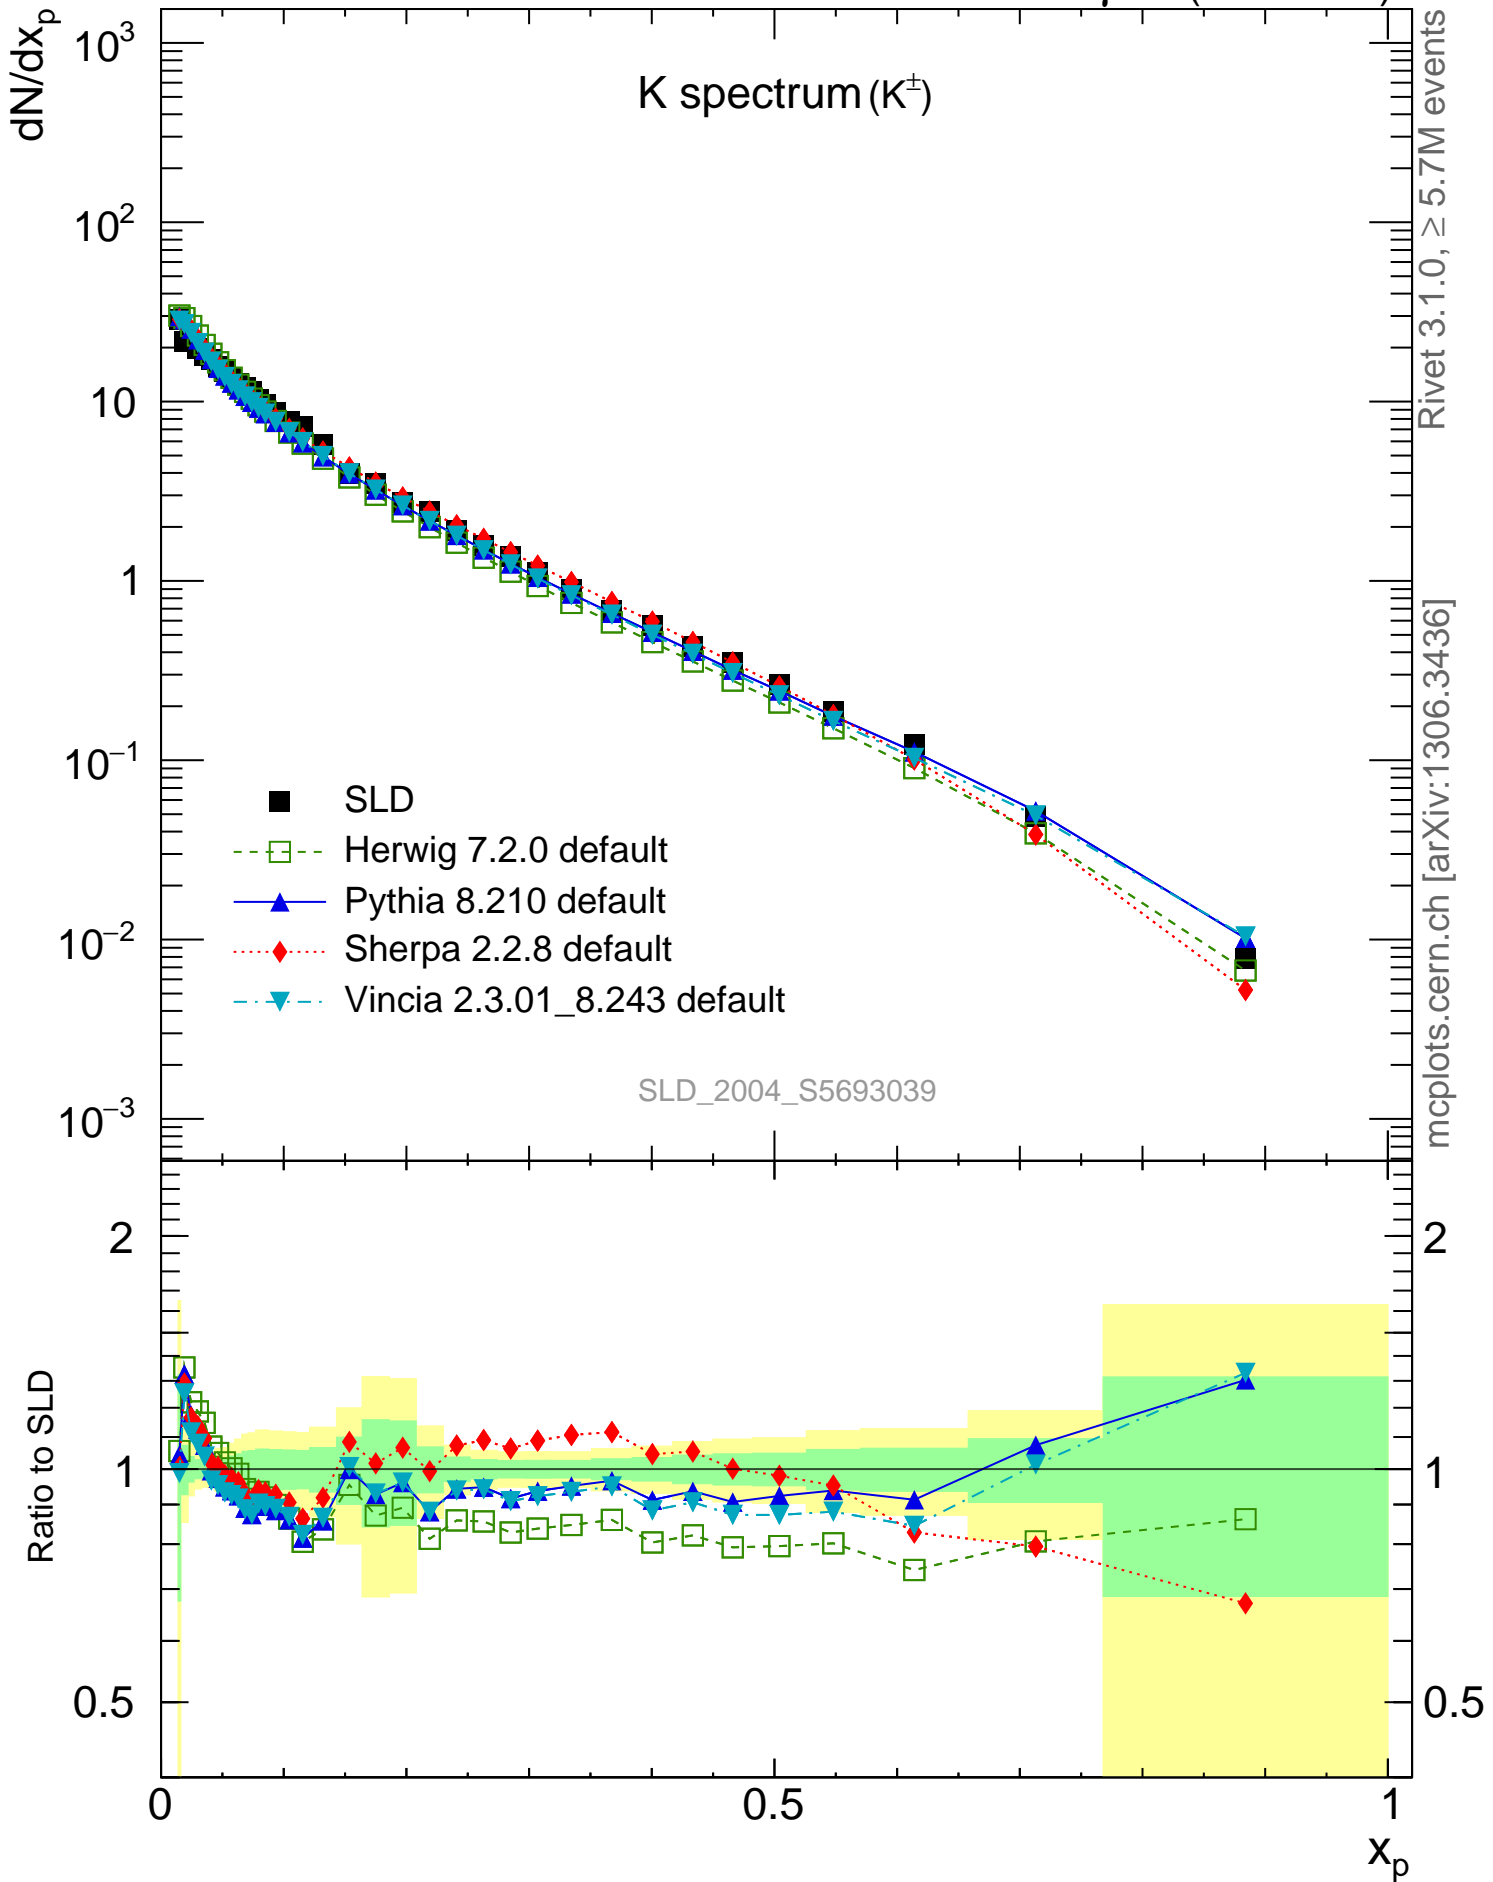 dN/dx_p
K spectrum (K^±)
10^3
10^2
10
1
10^−1
10^−2
10^−3
SLD
Herwig 7.2.0 default
Pythia 8.210 default
Sherpa 2.2.8 default
Vincia 2.3.01_8.243 default
SLD_2004_S5693039
Rivet 3.1.0, ≥ 5.7M events
mcplots.cern.ch [arXiv:1306.3436]
Ratio to SLD
2
1
0.5
2
1
0.5
0
0.5
1
x_p